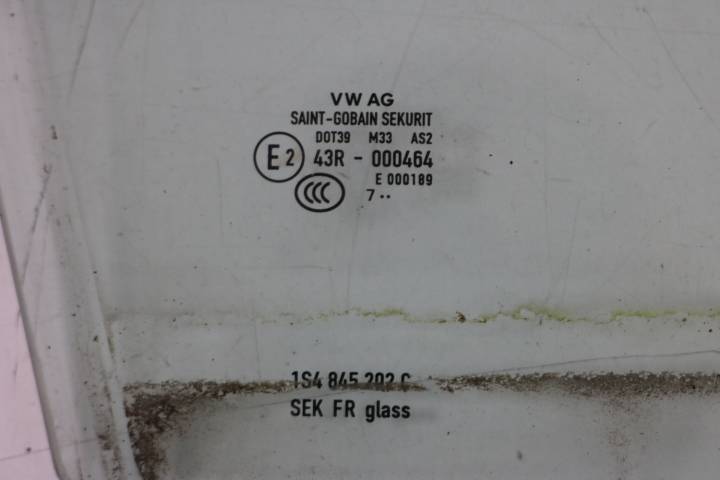 VW AG
SAINT-GOBAIN SEKURIT
DOT39 M33 AS2
E2 43R - 000464
E 000189
CCC 7 ··
1S4 845 202 C
SEK FR glass